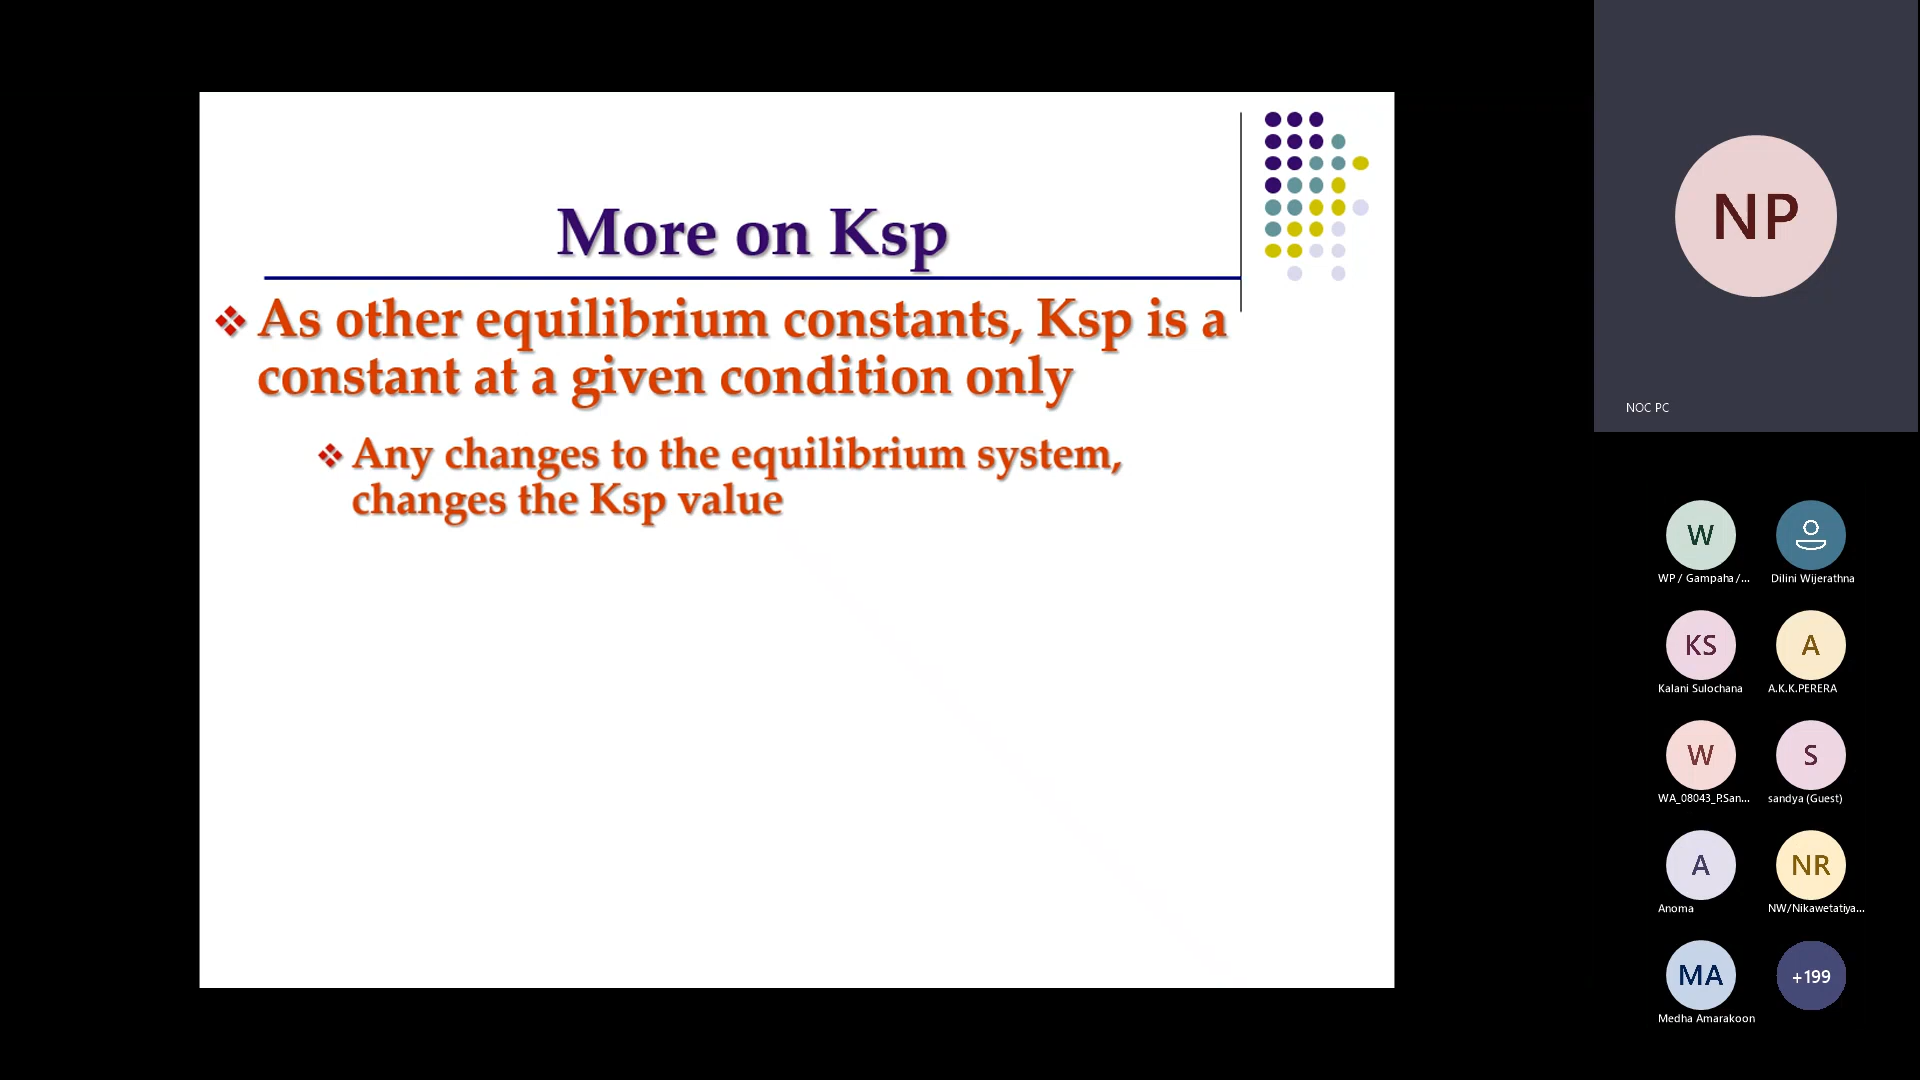 More on Ksp
As other equilibrium constants, Ksp is a
constant at a given condition only
Any changes to the equilibrium system,
changes the Ksp value
NP
NOC PC
W
WP / Gampaha /...
Dilini Wijerathna
KS
A
Kalani Sulochana
A.K.K.PERERA
W
S
WA_08043_P.San...
sandya (Guest)
A
NR
Anoma
NW/Nikawetatiya...
MA
+199
Medha Amarakoon